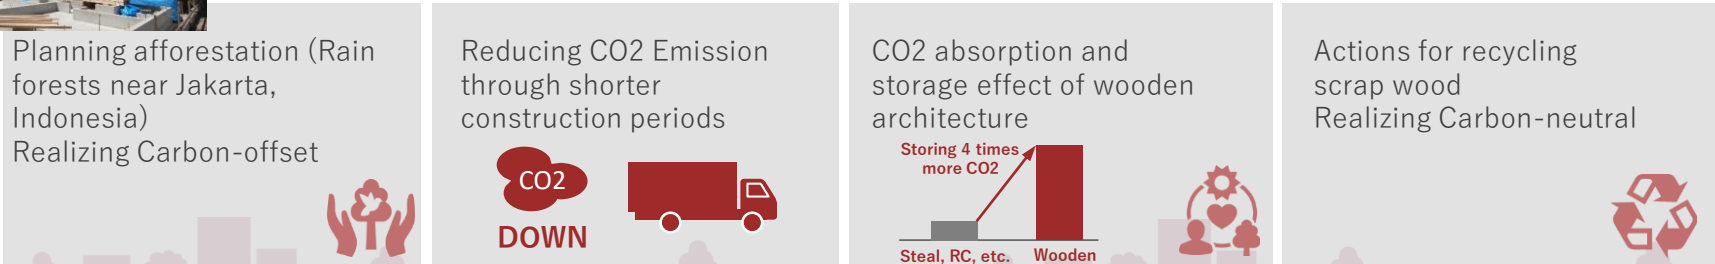 Planning afforestation (Rain
forests near Jakarta,
Indonesia)
Realizing Carbon-offset
Reducing CO2 Emission
through shorter
construction periods
CO2
DOWN
CO2 absorption and
storage effect of wooden
architecture
Storing 4 times
more CO2
Steal, RC, etc.
Wooden
Actions for recycling
scrap wood
Realizing Carbon-neutral